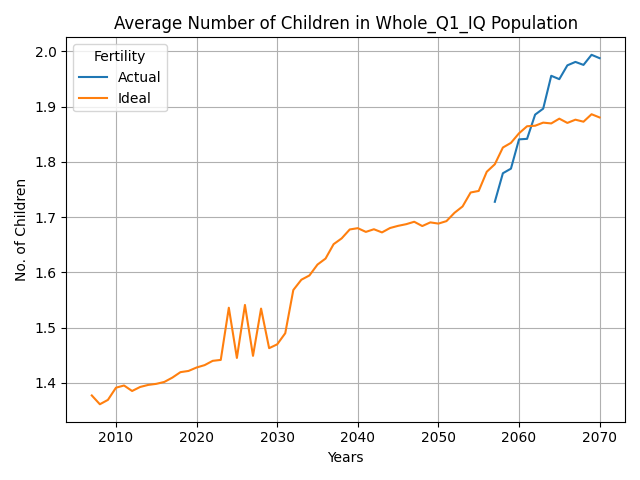 Average Number of Children in Whole_Q1_IQ Population
Fertility
Actual
Ideal
No. of Children
2.0
1.9
1.8
1.7
1.6
1.5
1.4
2010 2020 2030 2040 2050 2060 2070
Years